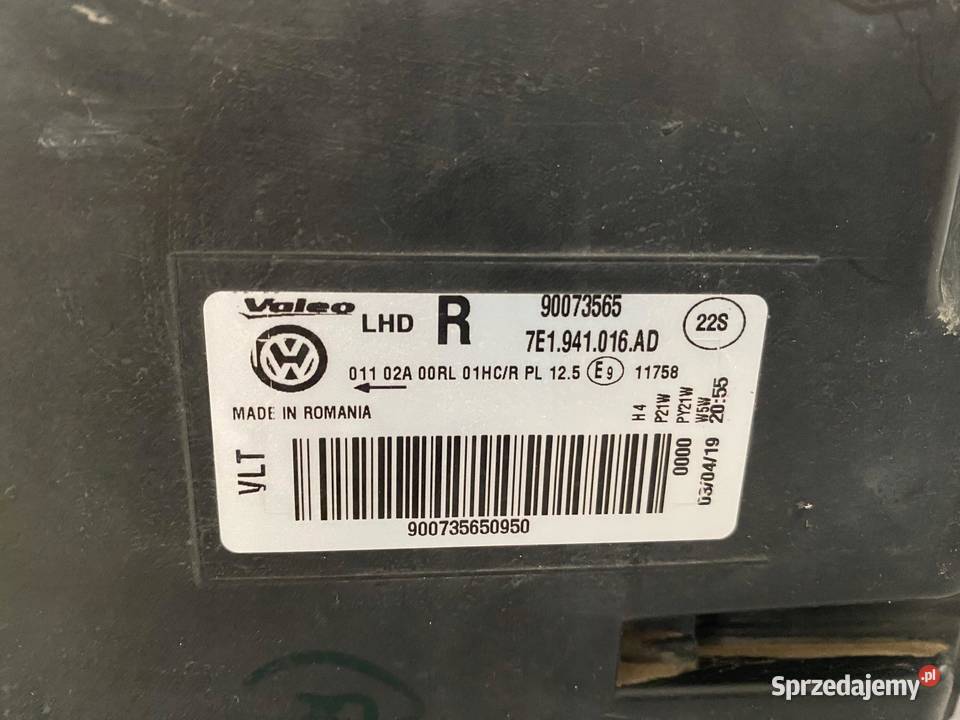 Valeo
LHD R
90073565
7E1.941.016.AD
22S
011 02A 00RL 01HC/R PL 12.5 E9 11758
MADE IN ROMANIA
H4
P21W
PY21W
W5W
VLT
0000
03/04/19 20:55
900735650950
Sprzedajemy.pl